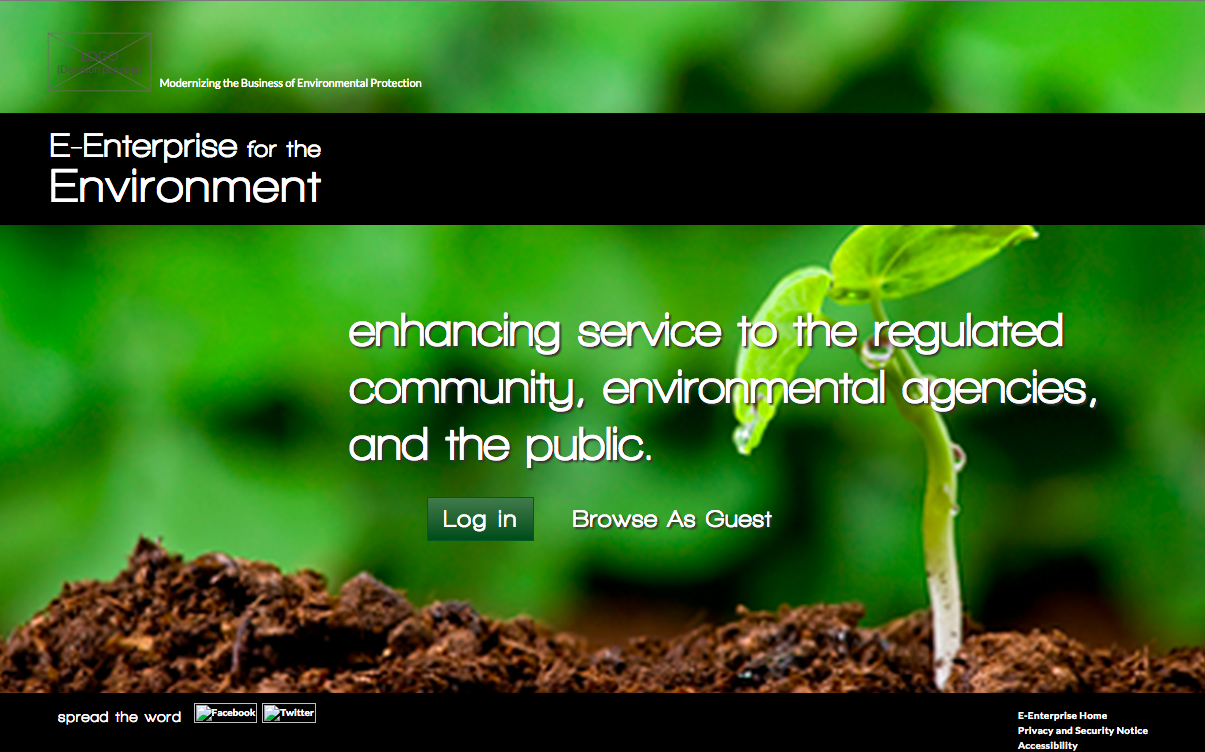 LOGO
Modernizing the Business of Environmental Protection
E-Enterprise for the
Environment
enhancing service to the regulated
community, environmental agencies,
and the public.
Log in
Browse As Guest
spread the word
Facebook
Twitter
E-Enterprise Home
Privacy and Security Notice
Accessibility